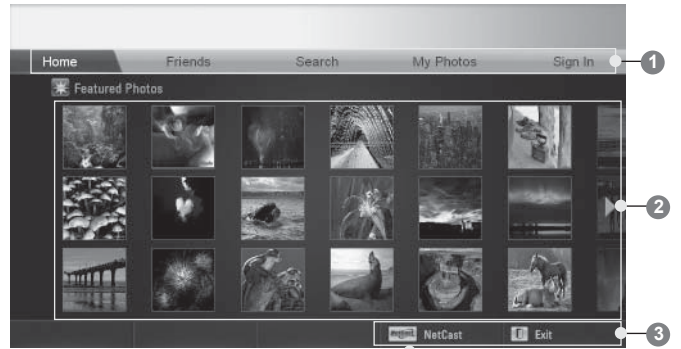 Home Friends Search My Photos Sign In
1
Featured Photos
2
NetCast Exit
3